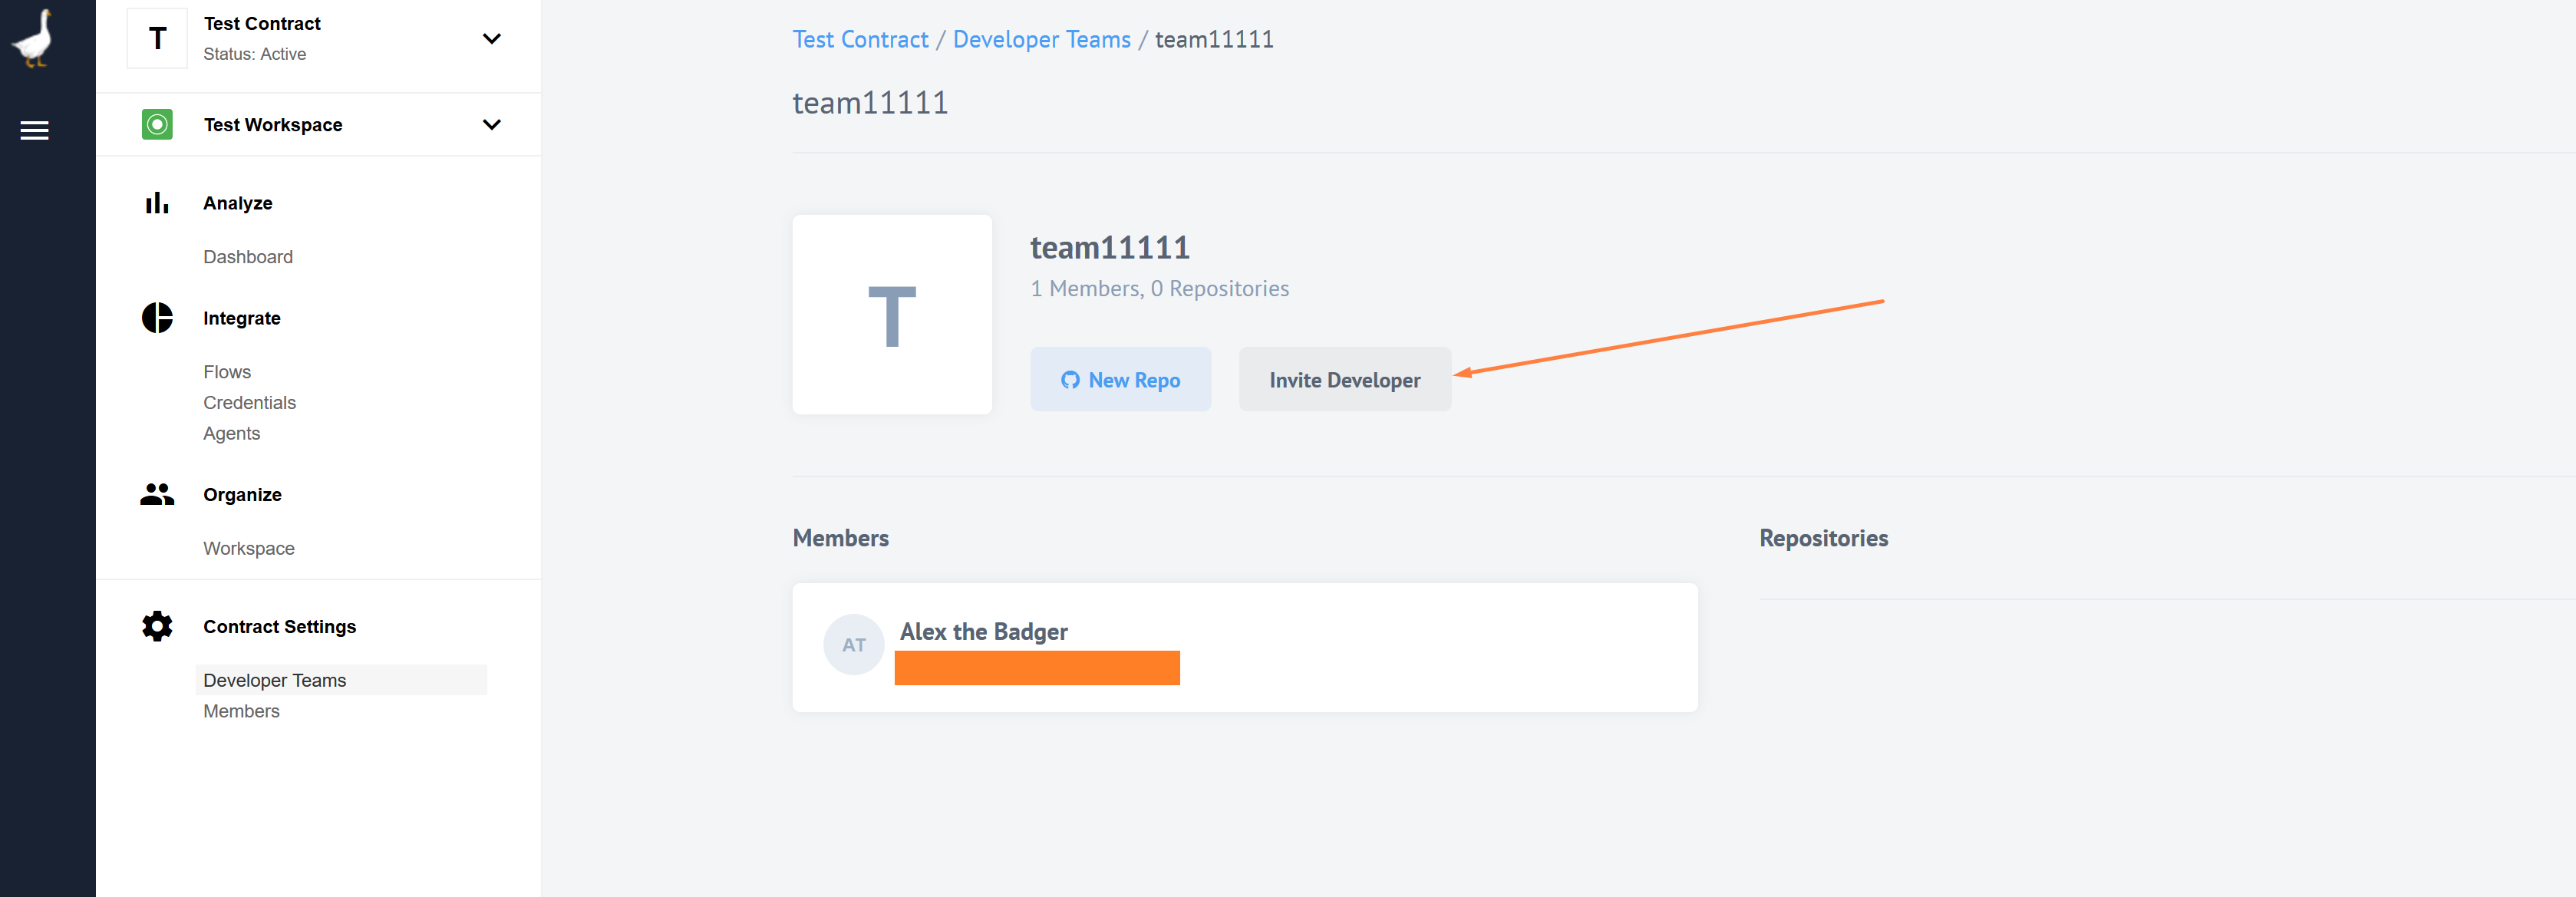 T
Test Contract
Status: Active
Test Workspace
Analyze
Dashboard
Integrate
Flows
Credentials
Agents
Organize
Workspace
Contract Settings
Developer Teams
Members
Test Contract / Developer Teams / team11111
team11111
T
team11111
1 Members, 0 Repositories
New Repo
Invite Developer
Members
AT
Alex the Badger
Repositories